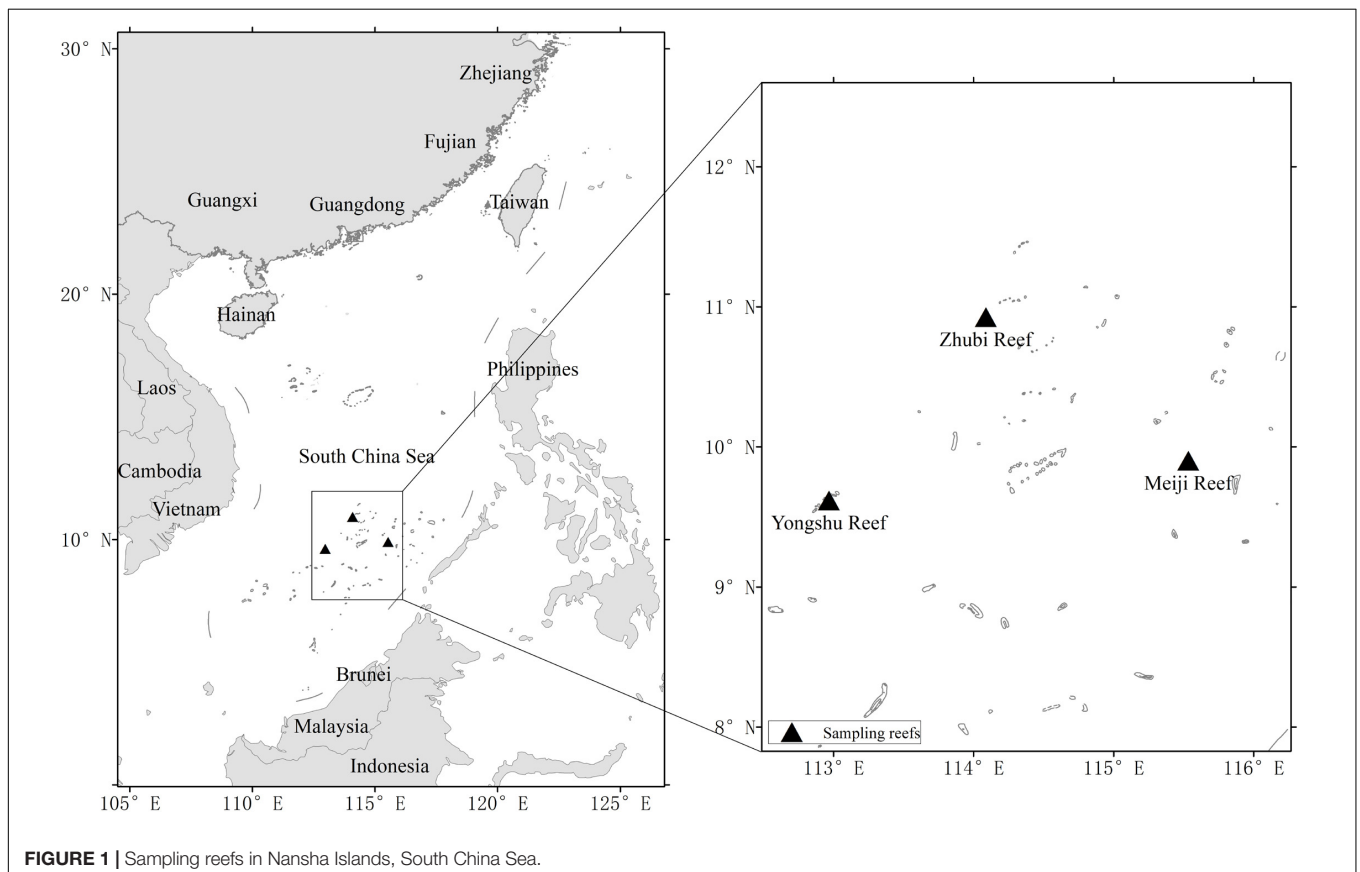 30° N
20° N
10° N
105° E
110° E
115° E
120° E
125° E
Zhejiang
Fujian
Guangxi
Guangdong
Taiwan
Hainan
Laos
Philippines
South China Sea
Cambodia
Vietnam
Brunei
Malaysia
Indonesia
12° N
11° N
10° N
9° N
8° N
113° E
114° E
115° E
116° E
Zhubi Reef
Meiji Reef
Yongshu Reef
Sampling reefs
FIGURE 1 | Sampling reefs in Nansha Islands, South China Sea.